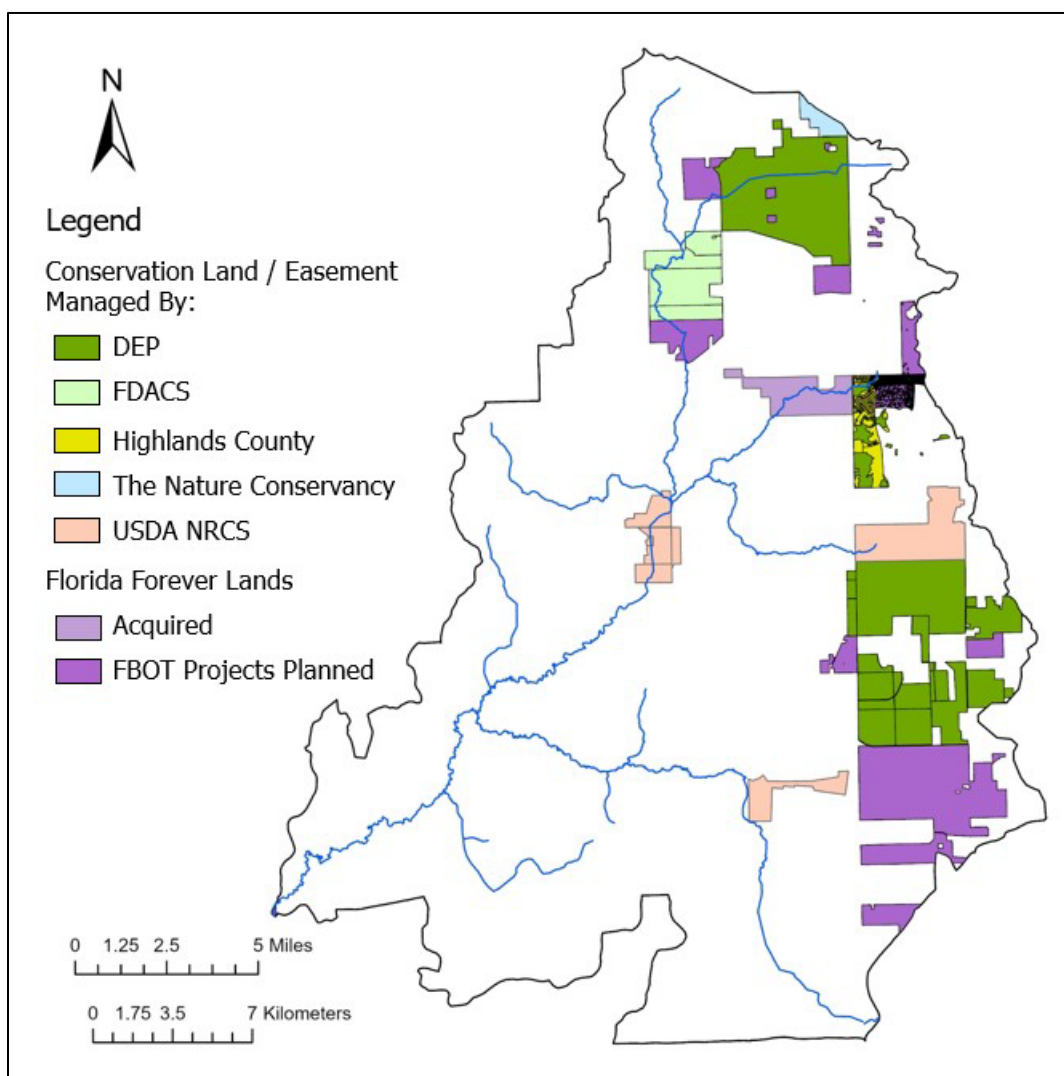 N
Legend
Conservation Land / Easement
Managed By:
DEP
FDACS
Highlands County
The Nature Conservancy
USDA NRCS
Florida Forever Lands
Acquired
FBOT Projects Planned
0 1.25 2.5 5 Miles
0 1.75 3.5 7 Kilometers